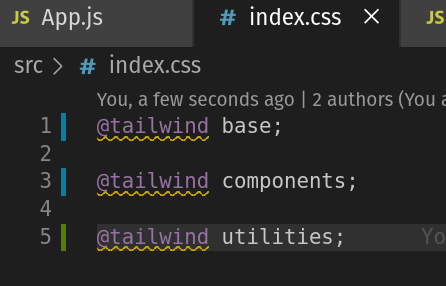 JS App.js # index.css JS
src > # index.css
You, a few seconds ago | 2 authors (You
1 @tailwind base;
2
3 @tailwind components;
4
5 @tailwind utilities; Yo